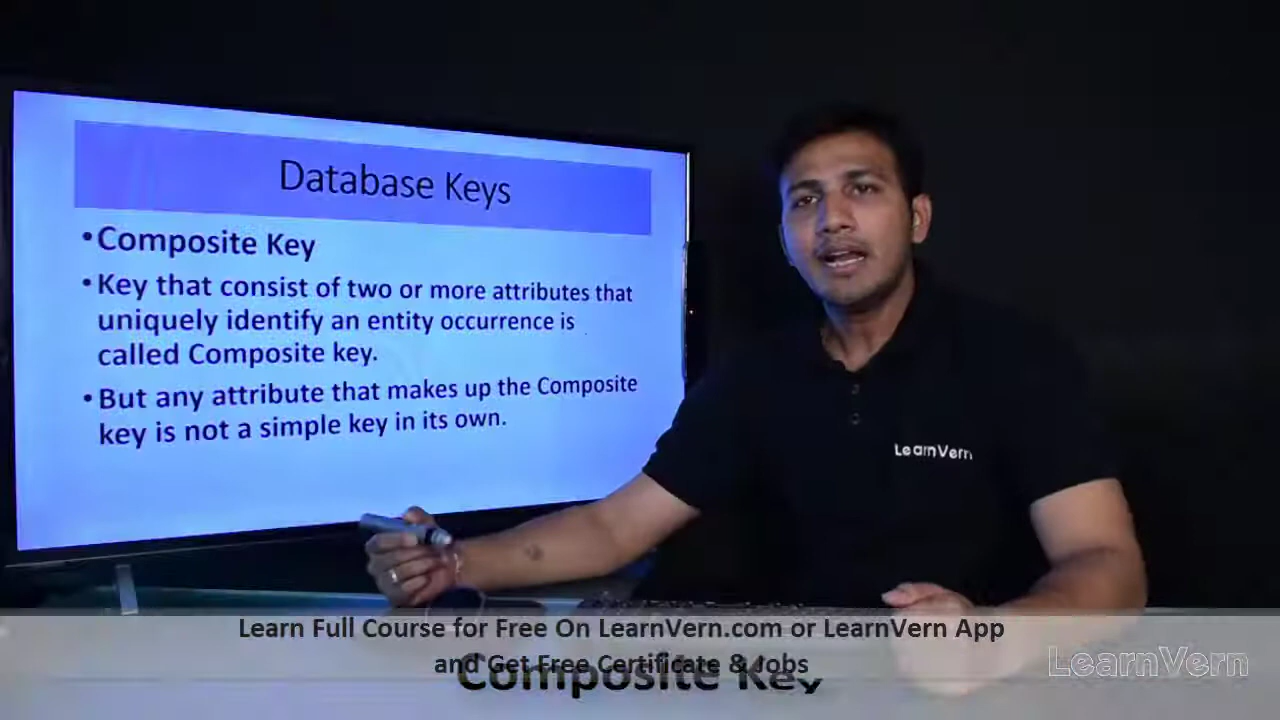 Database Keys
•Composite Key
•Key that consist of two or more attributes that
uniquely identify an entity occurrence is
called Composite key.
•But any attribute that makes up the Composite
key is not a simple key in its own.
LearnVern
Learn Full Course for Free On LearnVern.com or LearnVern App
and Get Free Certificate & Jobs
Composite Key
LearnVern